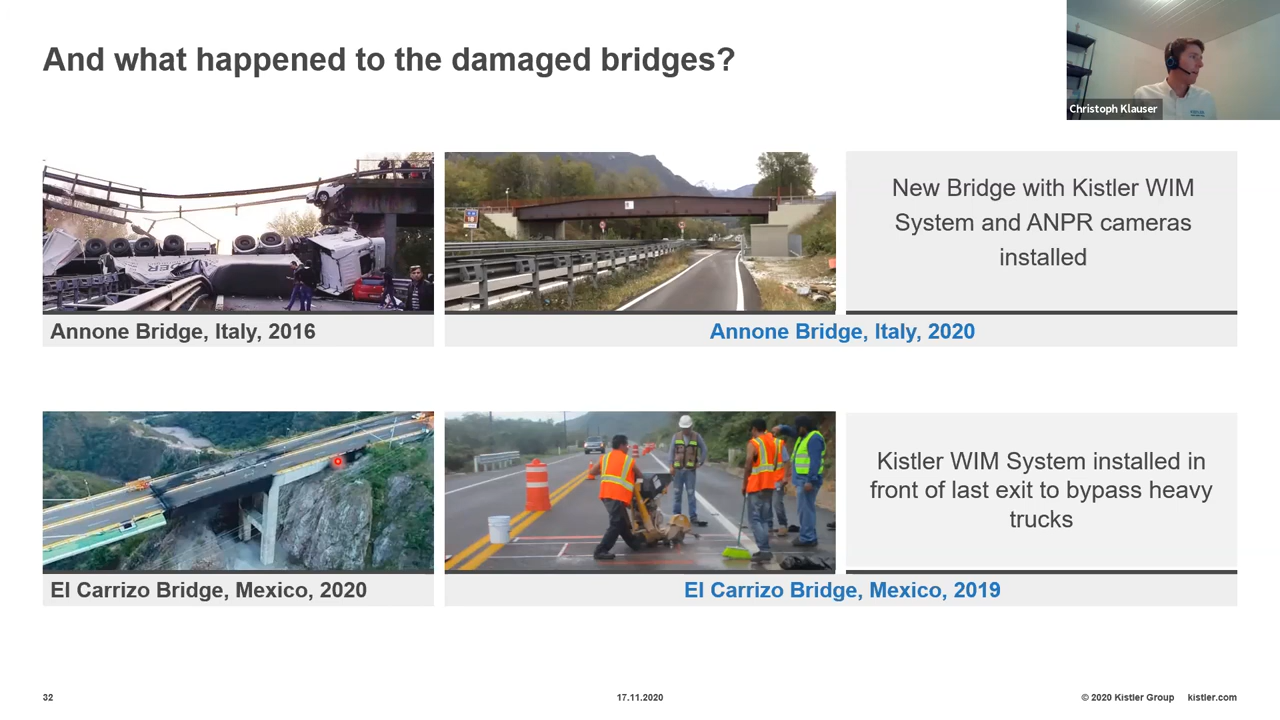 And what happened to the damaged bridges?
Christoph Klauser
New Bridge with Kistler WIM
System and ANPR cameras
installed
Annone Bridge, Italy, 2016
Annone Bridge, Italy, 2020
Kistler WIM System installed in
front of last exit to bypass heavy
trucks
El Carrizo Bridge, Mexico, 2020
El Carrizo Bridge, Mexico, 2019
32
17.11.2020
© 2020 Kistler Group kistler.com